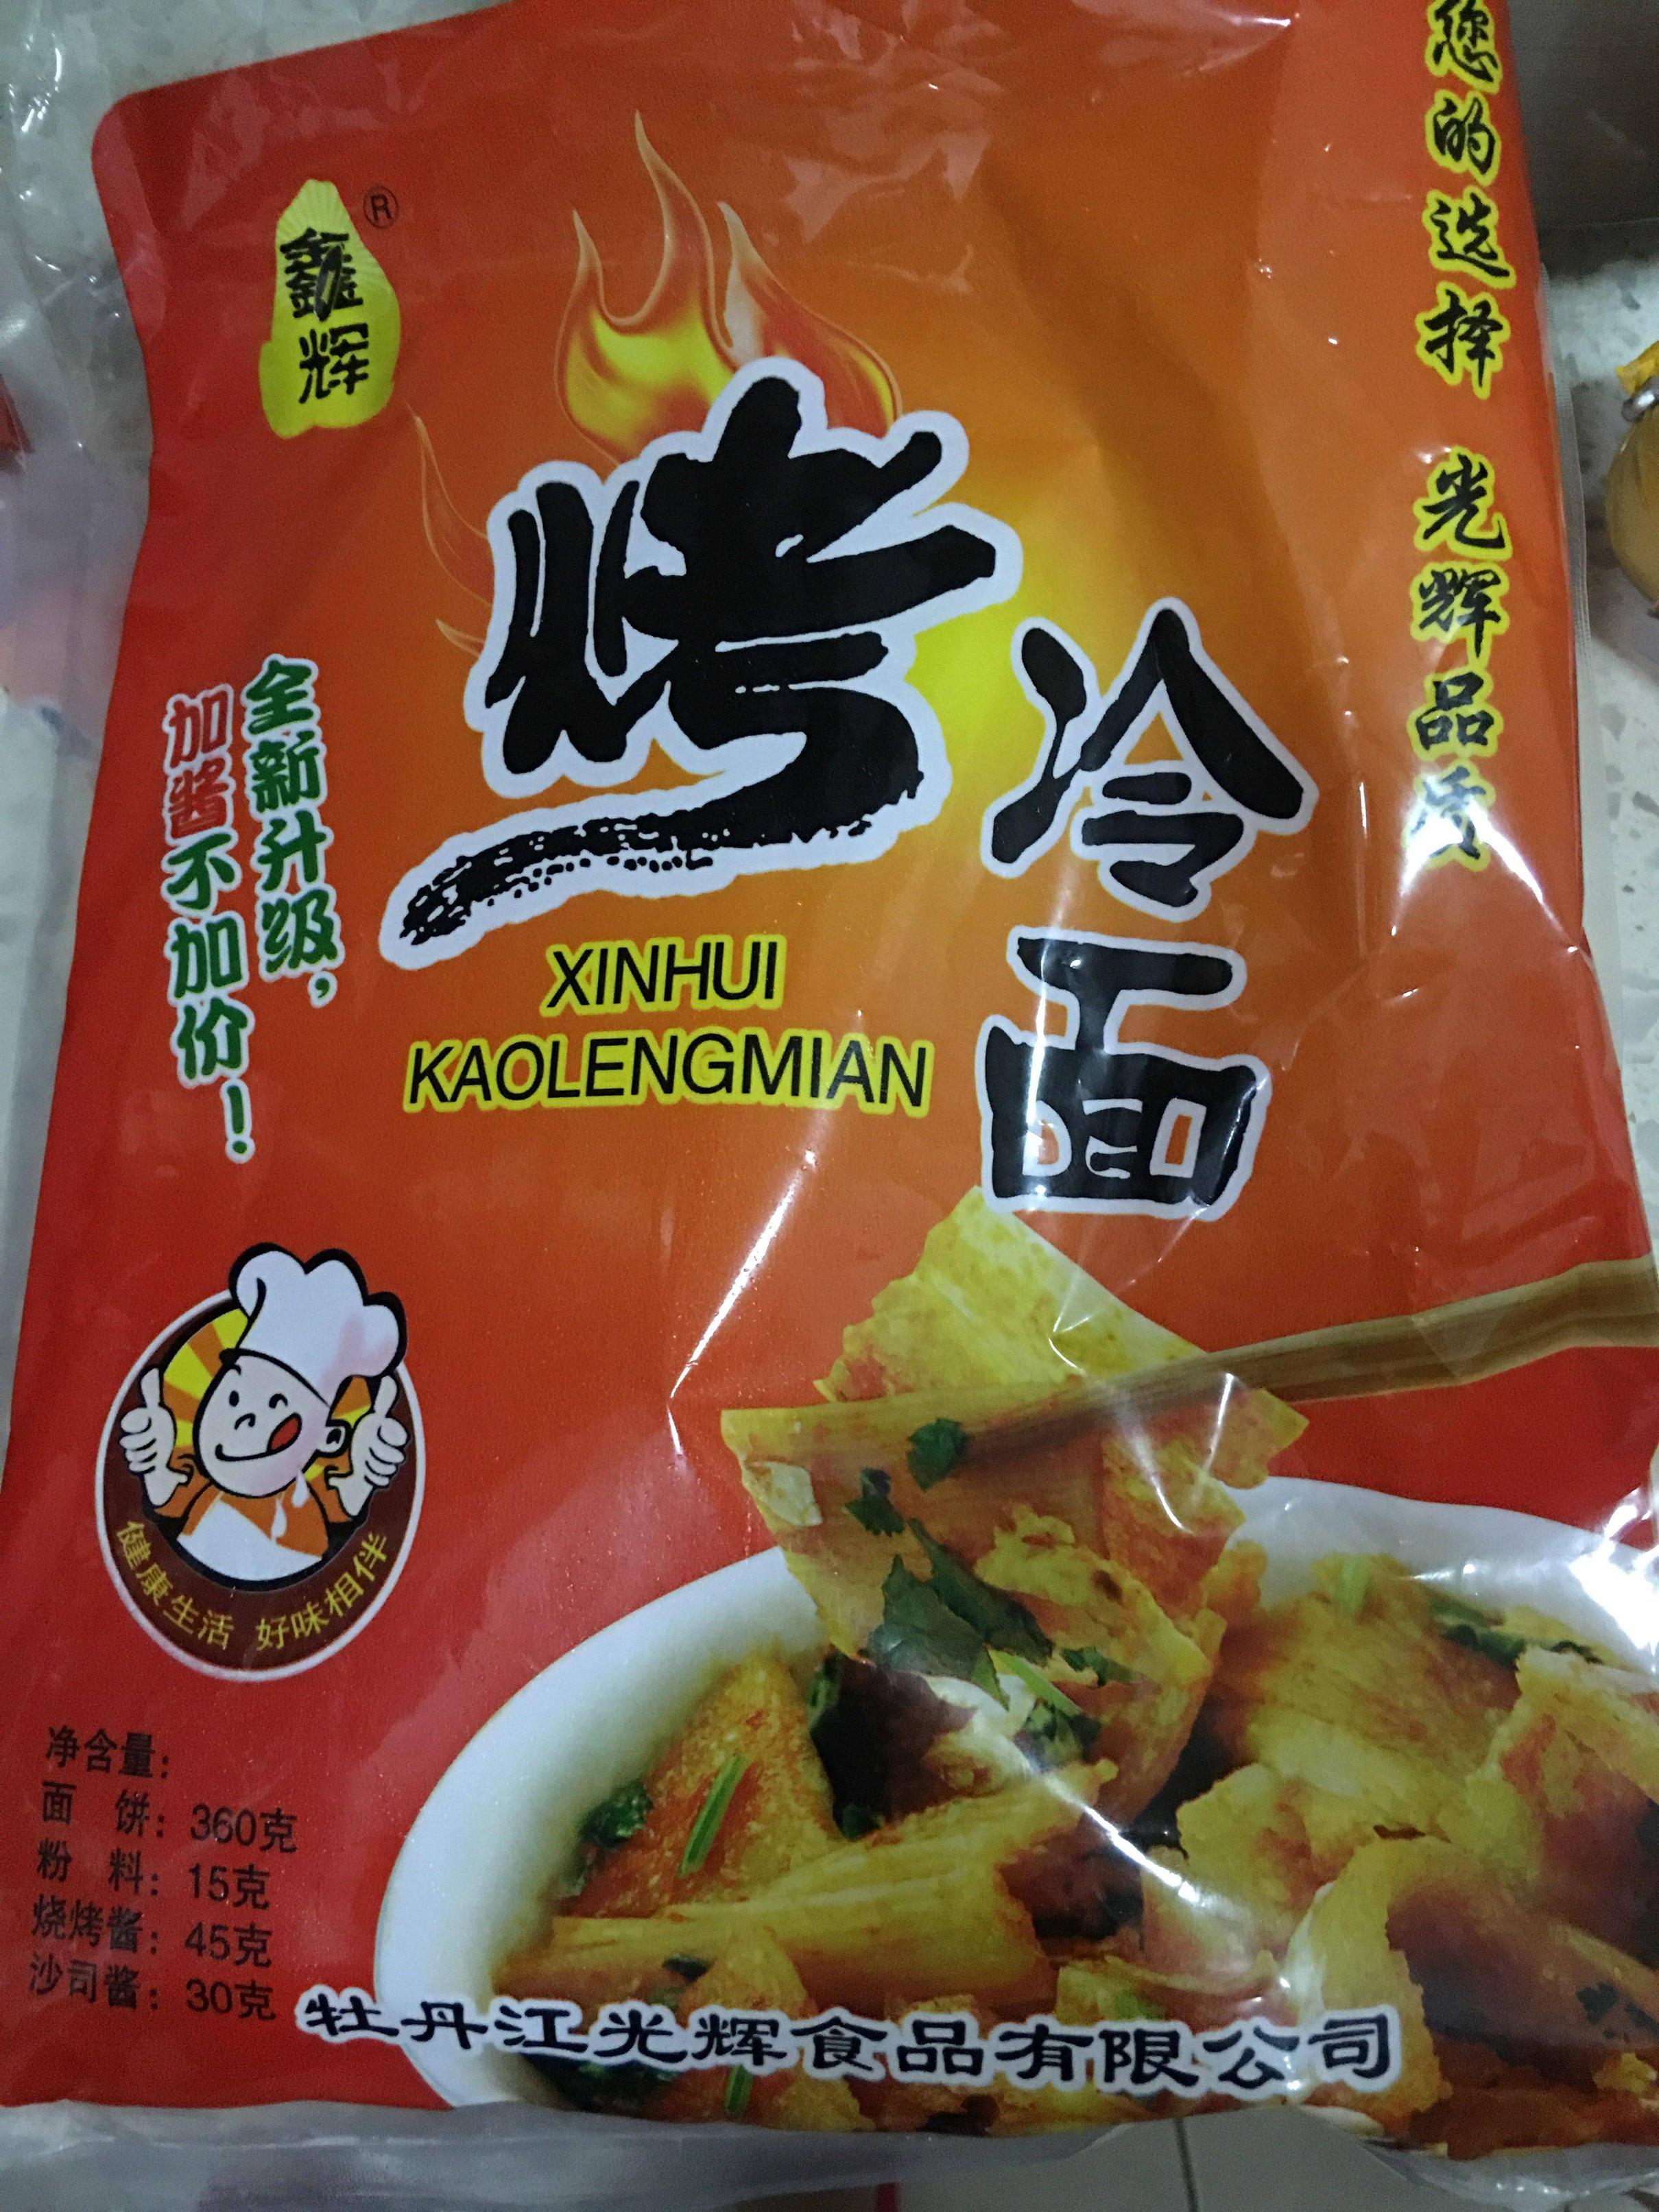 鑫辉
®
您的选择 光辉品质
烤
冷面
XINHUI
KAOLENGMIAN
全新升级，
加酱不加价！
健康生活 好味相伴
净含量：
面 饼：360克
粉 料：15克
烧烤酱：45克
沙司酱：30克
牡丹江光辉食品有限公司